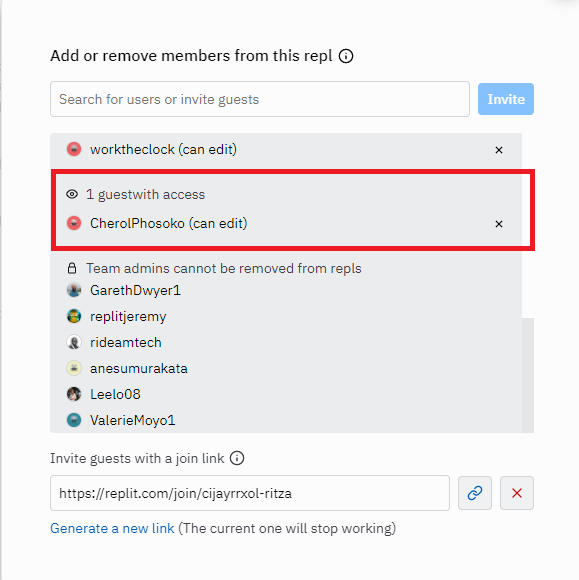 Add or remove members from this repl
Search for users or invite guests
Invite
worktheclock (can edit)
1 guestwith access
CherolPhosoko (can edit)
Team admins cannot be removed from repls
GarethDwyer1
replitjeremy
rideamtech
anesumurakata
Leelo08
ValerieMoyo1
Invite guests with a join link
https://replit.com/join/cijayrrxol-ritza
Generate a new link (The current one will stop working)